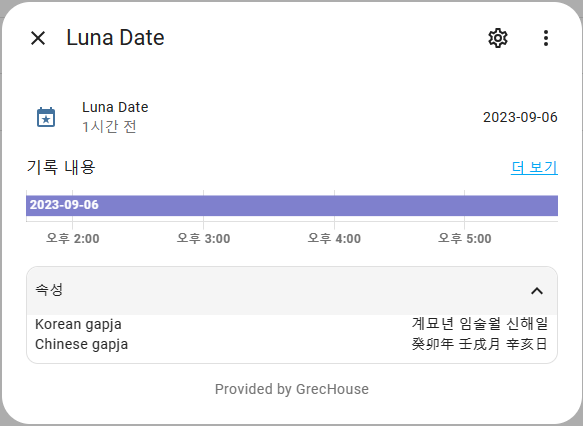 Luna Date
Luna Date
1시간 전
2023-09-06
기록 내용
더 보기
2023-09-06
오후 2:00
오후 3:00
오후 4:00
오후 5:00
속성
Korean gapja
계묘년 임술월 신해일
Chinese gapja
癸卯年 壬戌月 辛亥日
Provided by GrecHouse